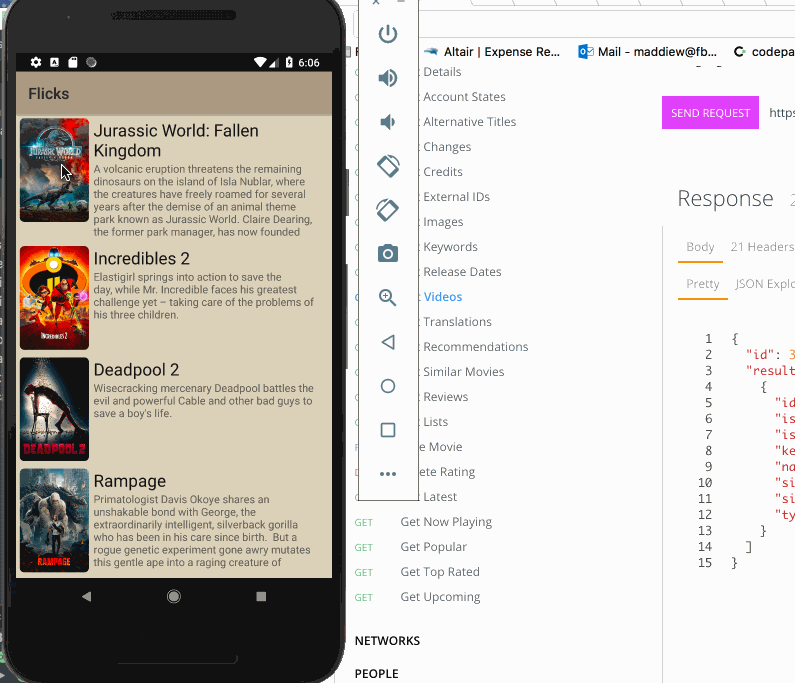 6:06
Flicks
Jurassic World: Fallen
Kingdom
A volcanic eruption threatens the remaining
dinosaurs on the island of Isla Nublar, where
the creatures have freely roamed for several
years after the demise of an animal theme
park known as Jurassic World. Claire Dearing,
the former park manager, has now founded
JURASSIC WORLD
Incredibles 2
Elastigirl springs into action to save the
day, while Mr. Incredible faces his greatest
challenge yet – taking care of the problems of
his three children.
INCREDIBLES 2
Deadpool 2
Wisecracking mercenary Deadpool battles the
evil and powerful Cable and other bad guys to
save a boy's life.
DEADPOOL 2
Rampage
Primatologist Davis Okoye shares an
unshakable bond with George, the
extraordinarily intelligent, silverback gorilla
who has been in his care since birth. But a
rogue genetic experiment gone awry mutates
this gentle ape into a raging creature of
RAMPAGE
Altair | Expense Re...
Mail - maddiew@fb...
codepa
Details
Account States
Alternative Titles
Changes
Credits
External IDs
Images
Keywords
Release Dates
Videos
Translations
Recommendations
Similar Movies
Reviews
Lists
e Movie
ete Rating
Latest
GET Get Now Playing
GET Get Popular
GET Get Top Rated
GET Get Upcoming
NETWORKS
PEOPLE
SEND REQUEST https
Response 2
Body 21 Headers
Pretty JSON Explo
1 {
2 "id": 3
3 "result
4 {
5 "id
6 "is
7 "is
8 "ke
9 "na
10 "si
11 "si
12 "ty
13 }
14 ]
15 }